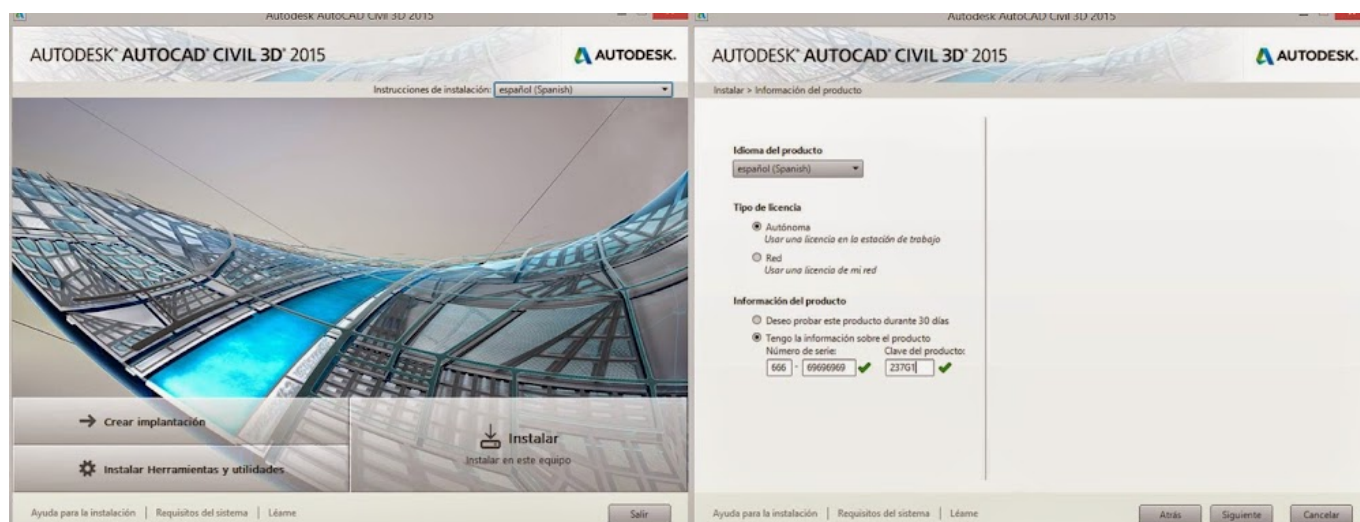 Autodesk AutoCAD Civil 3D 2015
AUTODESK® AUTOCAD® CIVIL 3D® 2015
AUTODESK.
Instrucciones de instalación: español (Spanish)
Crear implantación
Instalar Herramientas y utilidades
Instalar
Instalar en este equipo
Ayuda para la instalación | Requisitos del sistema | Léame
Salir
Autodesk AutoCAD Civil 3D 2015
AUTODESK® AUTOCAD® CIVIL 3D® 2015
AUTODESK.
Instalar > Información del producto
Idioma del producto
español (Spanish)
Tipo de licencia
Autónoma
Usar una licencia en la estación de trabajo
Red
Usar una licencia de mi red
Información del producto
Deseo probar este producto durante 30 días
Tengo la información sobre el producto
Número de serie: Clave del producto:
666 - 69696969 237G1
Ayuda para la instalación | Requisitos del sistema | Léame
Atrás Siguiente Cancelar